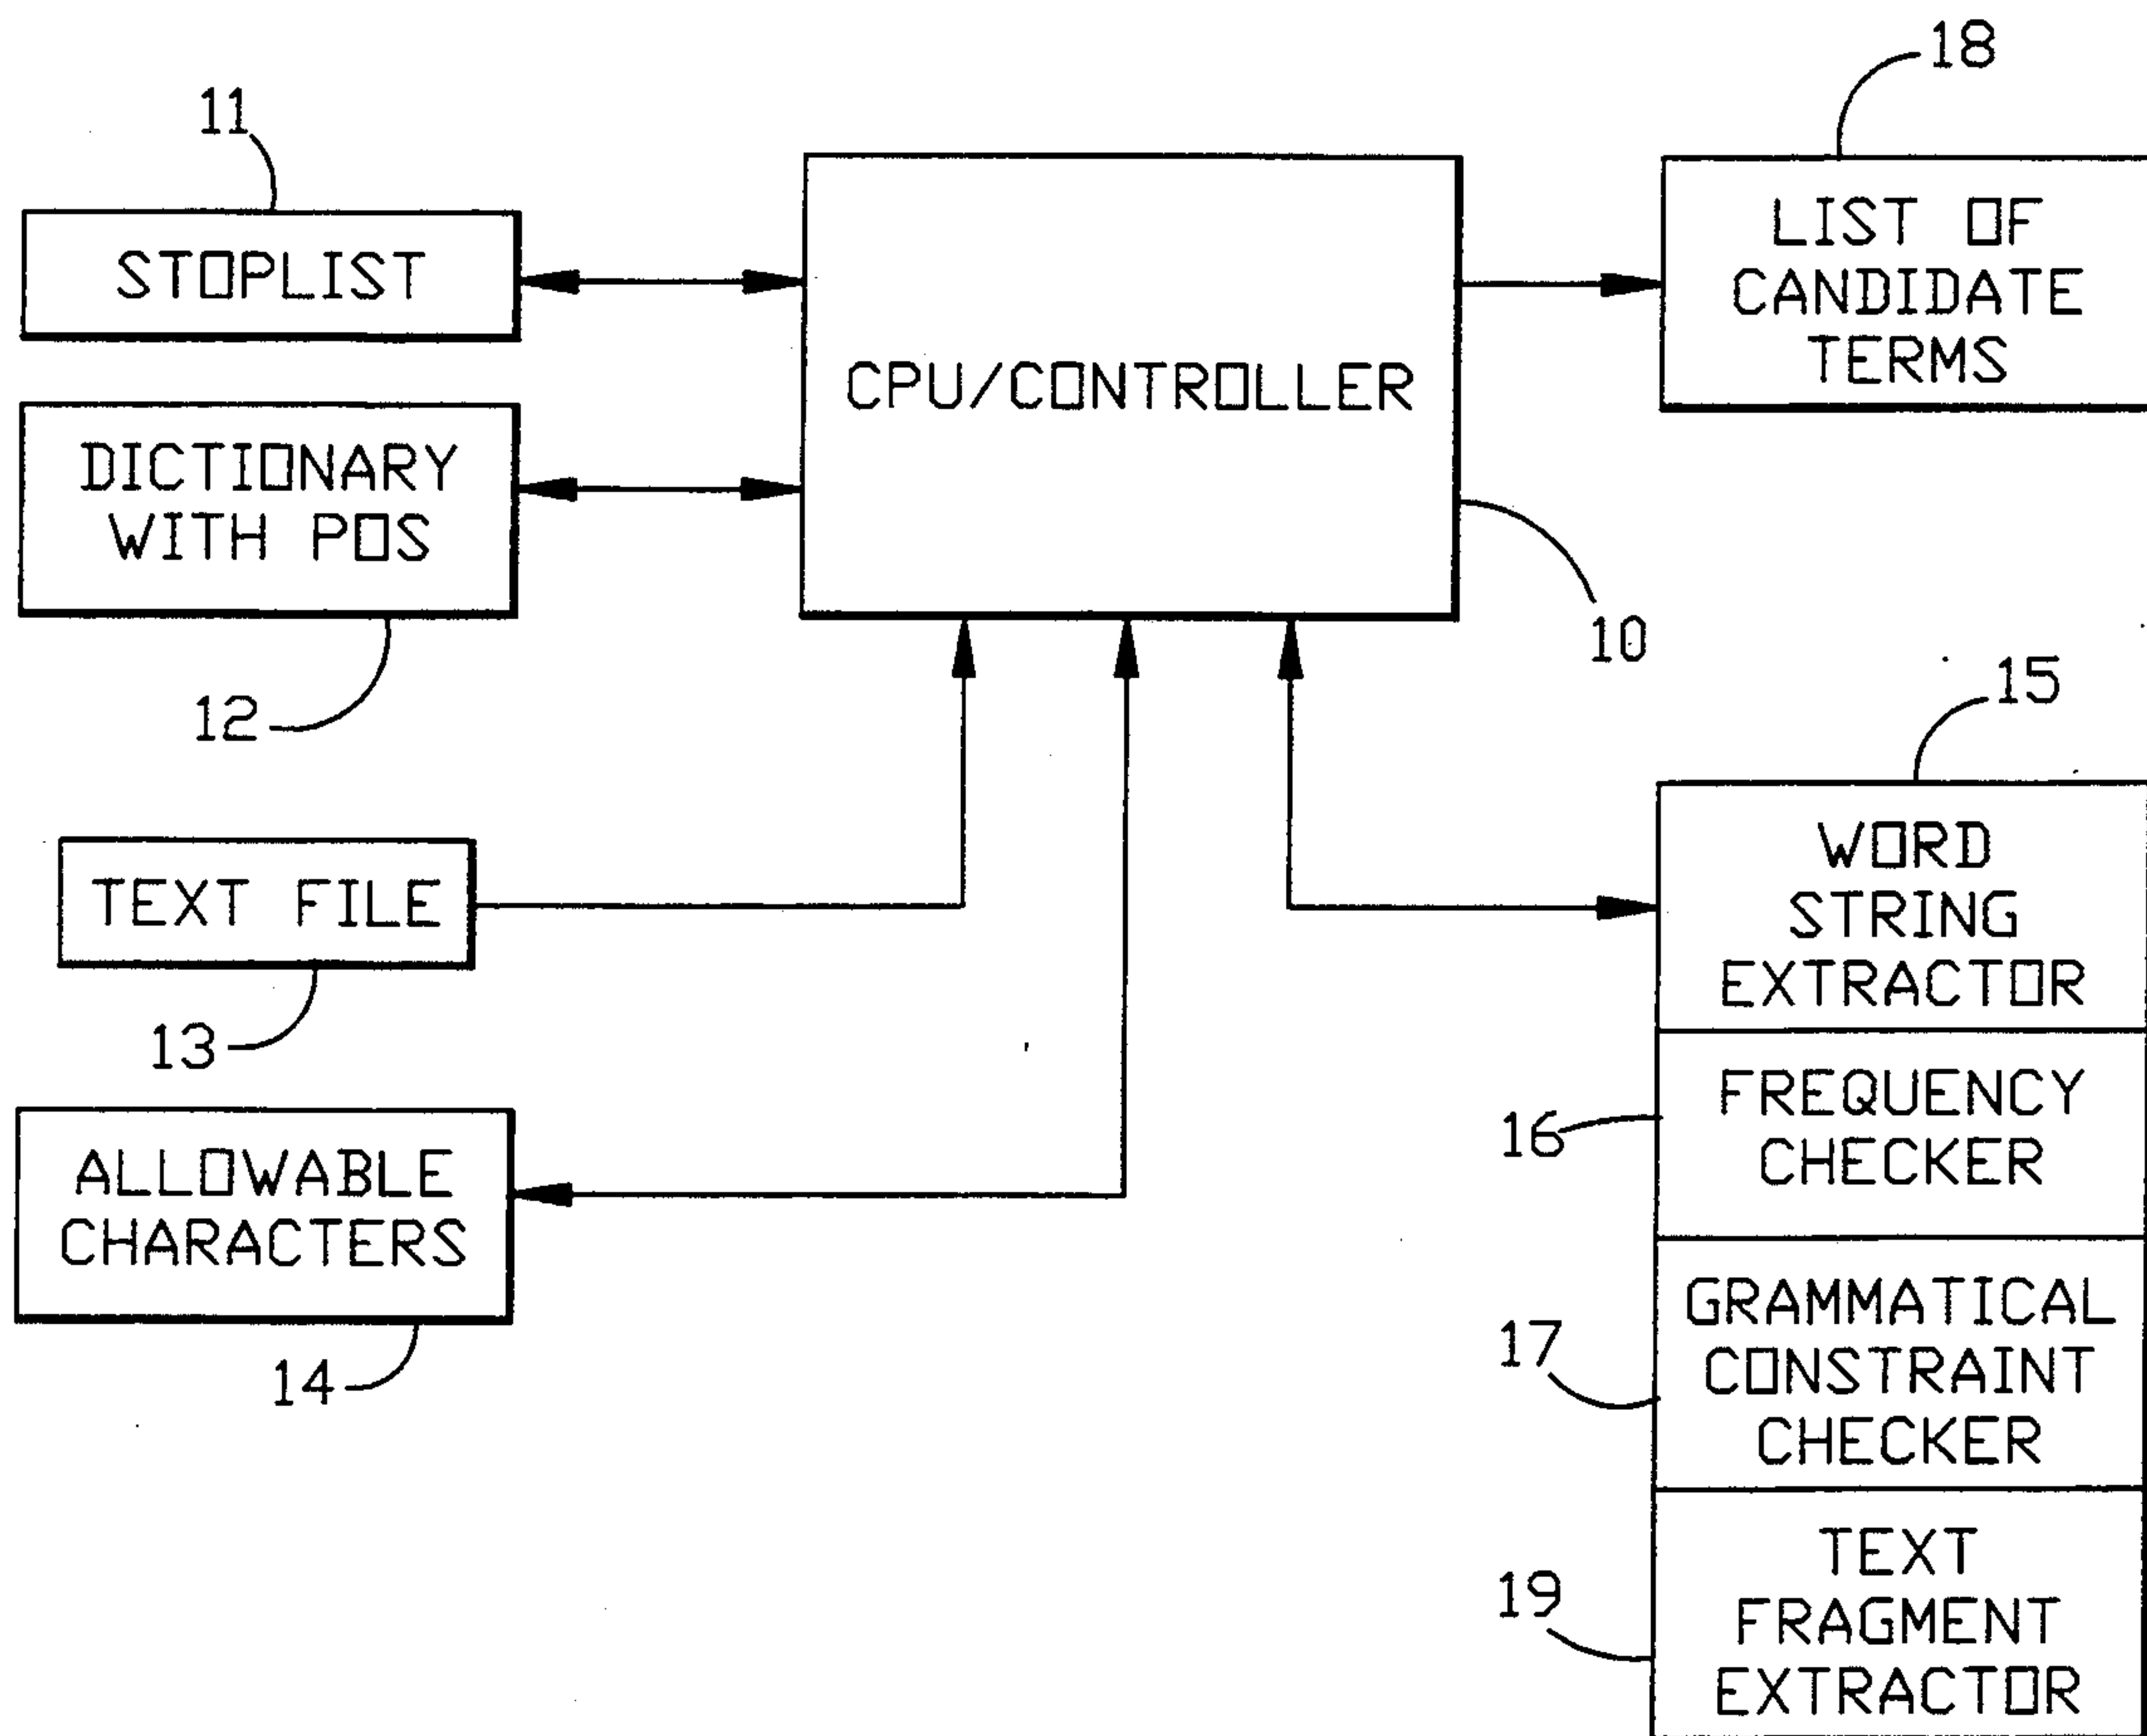 18
11
STOPLIST
CPU/CONTROLLER
LIST OF
CANDIDATE
TERMS
DICTIONARY
WITH POS
10
12
15
TEXT FILE
13
WORD
STRING
EXTRACTOR
ALLOWABLE
CHARACTERS
14
16
FREQUENCY
CHECKER
17
GRAMMATICAL
CONSTRAINT
CHECKER
19
TEXT
FRAGMENT
EXTRACTOR